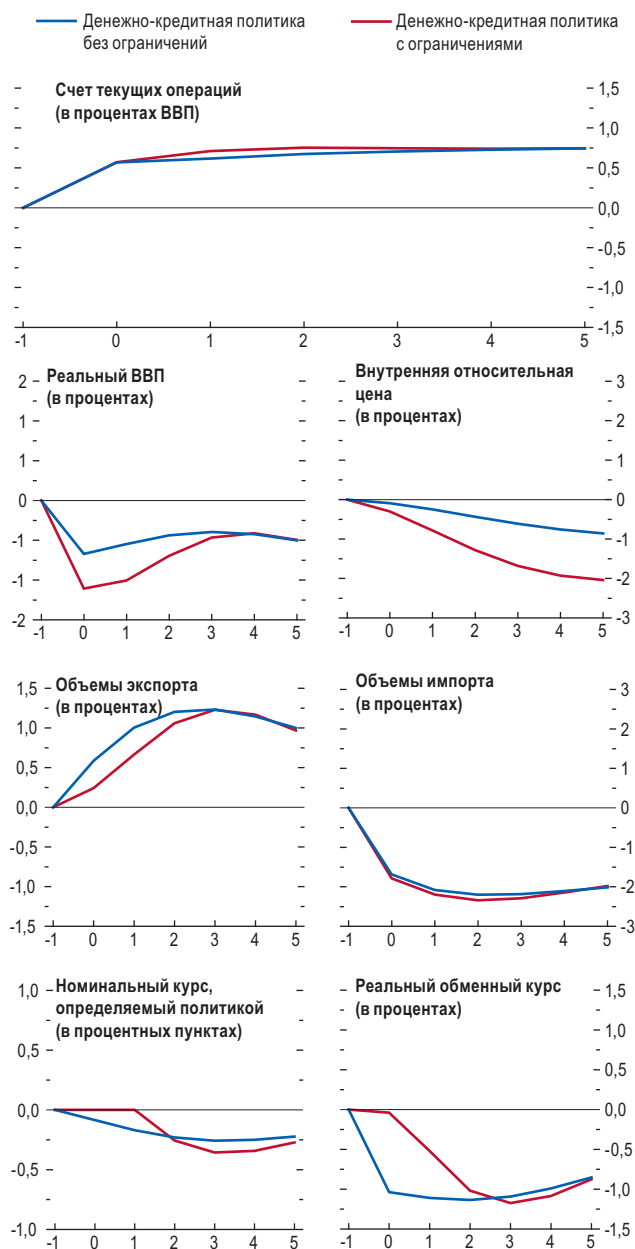 Денежно-кредитная политика
без ограничений
Денежно-кредитная политика
с ограничениями
Счет текущих операций
(в процентах ВВП)
1,5
1,0
0,5
0,0
-0,5
-1,0
-1,5
-1 0 1 2 3 4 5
Реальный ВВП
(в процентах)
2
1
1
0
-1
-1
-2
-1 0 1 2 3 4 5
Внутренняя относительная
цена
(в процентах)
3
2
1
0
-1
-2
-3
-1 0 1 2 3 4 5
Объемы экспорта
(в процентах)
1,5
1,0
0,5
0,0
-0,5
-1,0
-1,5
-1 0 1 2 3 4 5
Объемы импорта
(в процентах)
3
2
1
0
-1
-2
-3
-1 0 1 2 3 4 5
Номинальный курс,
определяемый политикой
(в процентных пунктах)
1,0
0,5
0,0
-0,5
-1,0
-1 0 1 2 3 4 5
Реальный обменный курс
(в процентах)
1,5
1,0
0,5
0,0
-0,5
-1,0
-1,5
-1 0 1 2 3 4 5